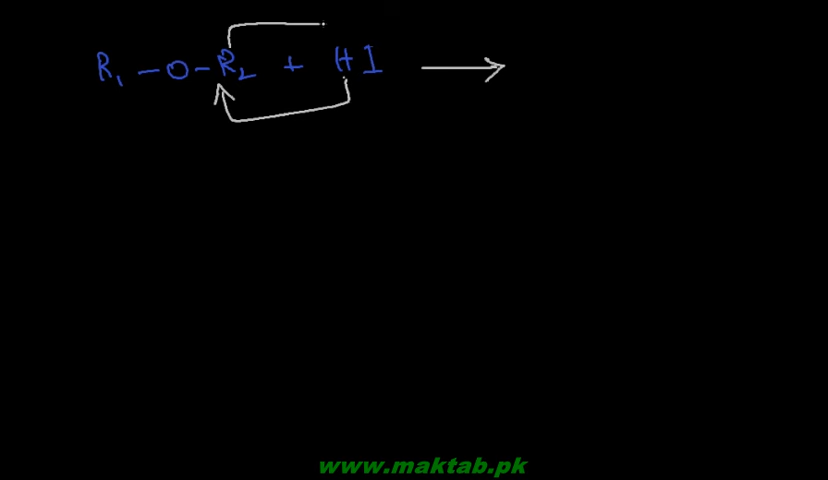 R₁ – O – R₂ + HI ⟶
www.maktab.pk